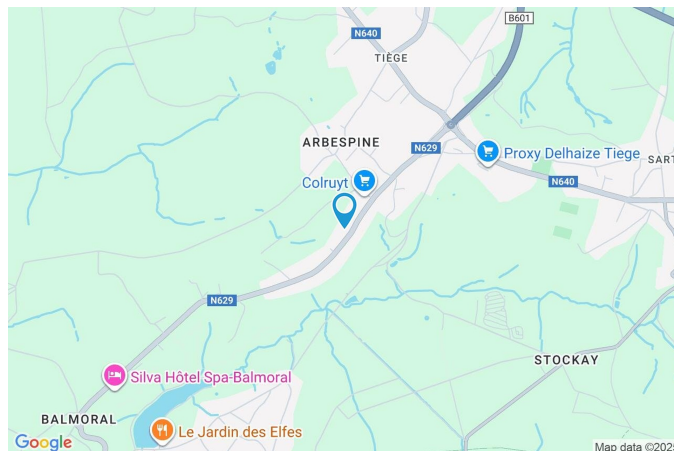 B601
N640
TIÈGE
ARBESPINE
N629
Proxy Delhaize Tiege
SART
Colruyt
N640
N629
STOCKAY
Silva Hôtel Spa-Balmoral
BALMORAL
Le Jardin des Elfes
Google
Map data ©2025